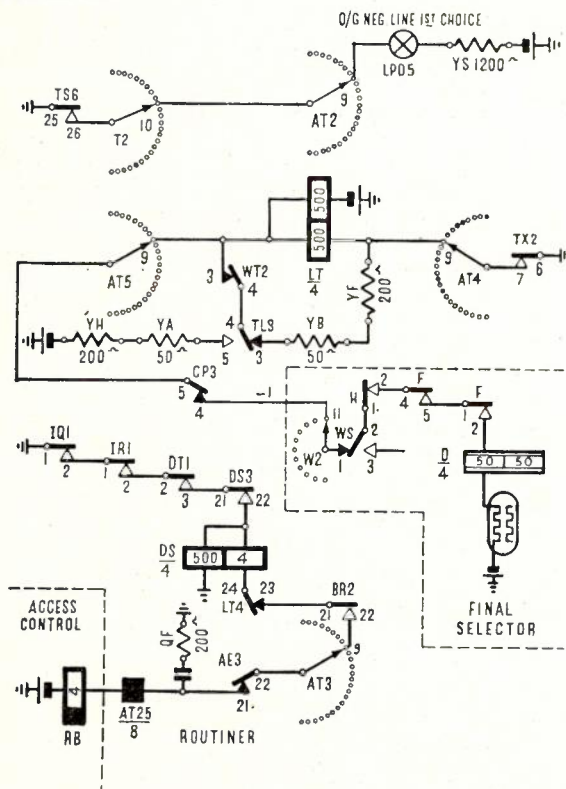 O/G NEG LINE 1ST CHOICE
LP05
YS 1200~
TS6
25
26
T2
10
AT2
9
500
500
LT
4
AT5
9
WT2
3
4
YF
200~
AT4
9
TX2
7
6
YH
200~
YA
50~
4
5
TL9
3
YB
50~
CP3
5
4
-1
11
W2
WS
1
2
3
H
1
2
F
4
5
F
1
2
D
4
50
50
FINAL
SELECTOR
IQ1
1
2
IR1
1
2
DT1
2
3
DS3
21
22
DS
4
500
4
24
23
LT4
BR2
21
22
ACCESS
CONTROL
QF
200~
AE3
22
21
AT3
9
4
RB
AT25
8
ROUTINER